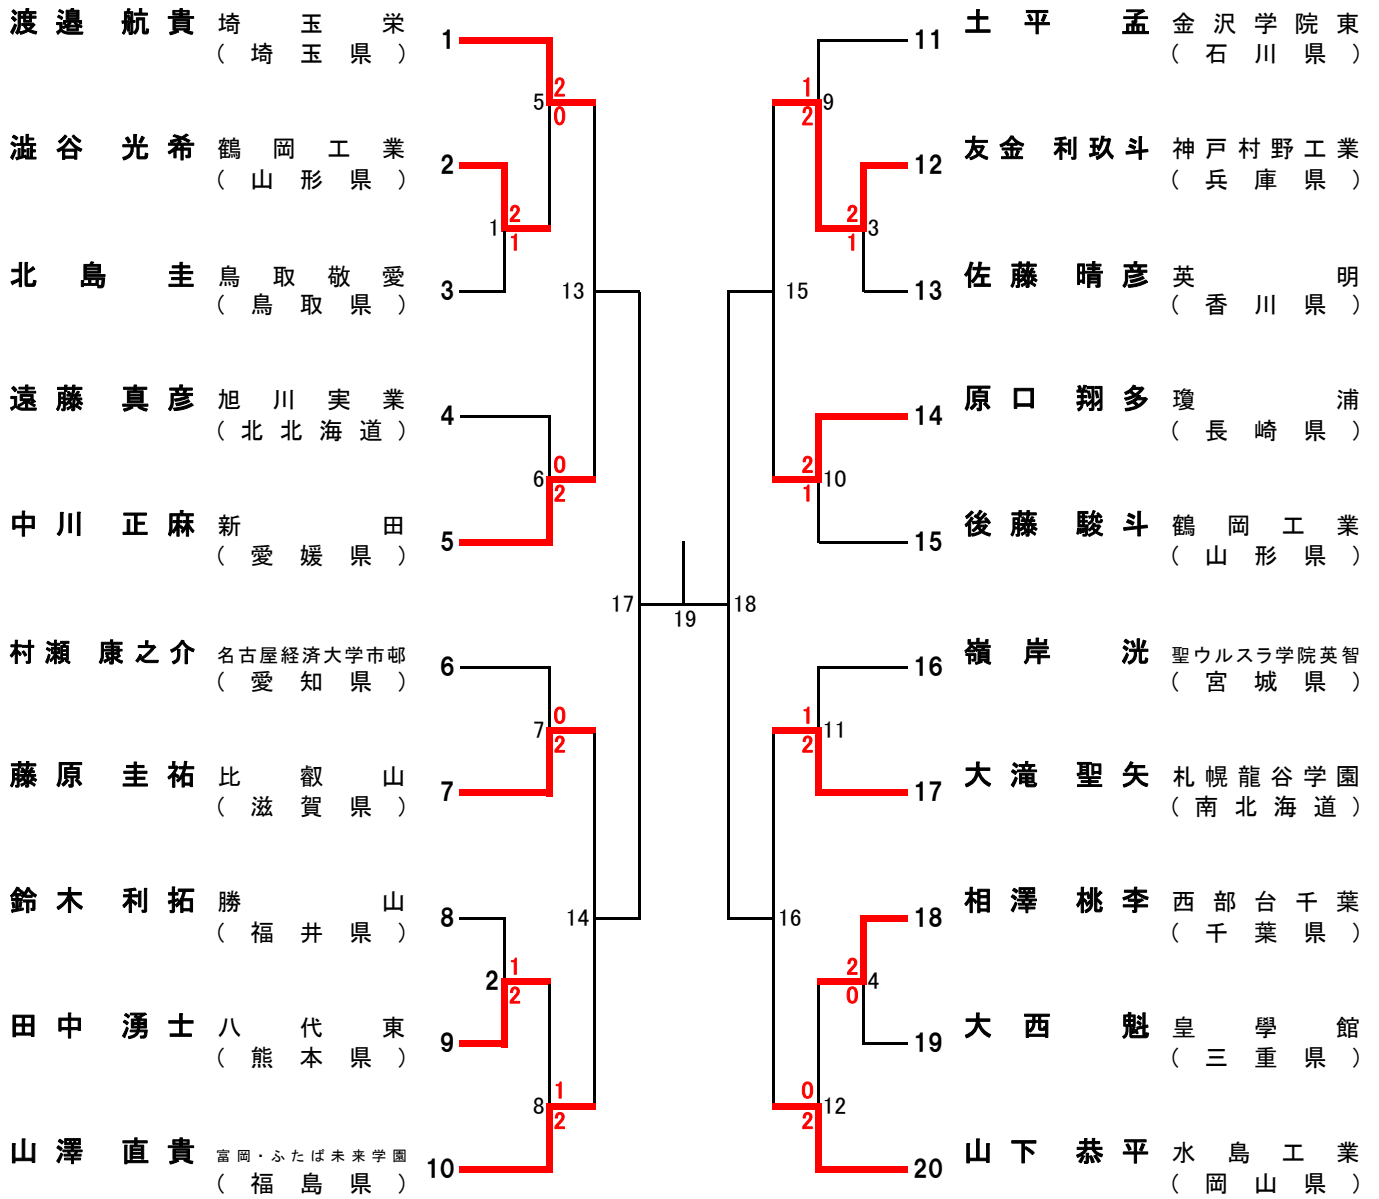 渡邉 航貴 埼玉栄 1
(埼玉県)
澁谷 光希 鶴岡工業 2
(山形県)
北島 圭 鳥取敬愛 3
(鳥取県)
遠藤 真彦 旭川実業 4
(北北海道)
中川 正麻 新田 5
(愛媛県)
村瀬 康之介 名古屋経済大学市邨 6
(愛知県)
藤原 圭祐 比叡山 7
(滋賀県)
鈴木 利拓 勝山 8
(福井県)
田中 湧士 八代東 9
(熊本県)
山澤 直貴 富岡・ふたば未来学園 10
(福島県)
5
2
0
1
2
1
13
6
0
2
17
7
0
2
14
2
1
2
8
1
2
19
18
15
1
2
9
2
1
3
2
1
10
16
1
2
11
2
0
4
0
2
12
11 土平 孟 金沢学院東
(石川県)
12 友金 利玖斗 神戸村野工業
(兵庫県)
13 佐藤 晴彦 英明
(香川県)
14 原口 翔多 瓊浦
(長崎県)
15 後藤 駿斗 鶴岡工業
(山形県)
16 嶺岸 洸 聖ウルスラ学院英智
(宮城県)
17 大滝 聖矢 札幌龍谷学園
(南北海道)
18 相澤 桃李 西部台千葉
(千葉県)
19 大西 魁 皇學館
(三重県)
20 山下 恭平 水島工業
(岡山県)